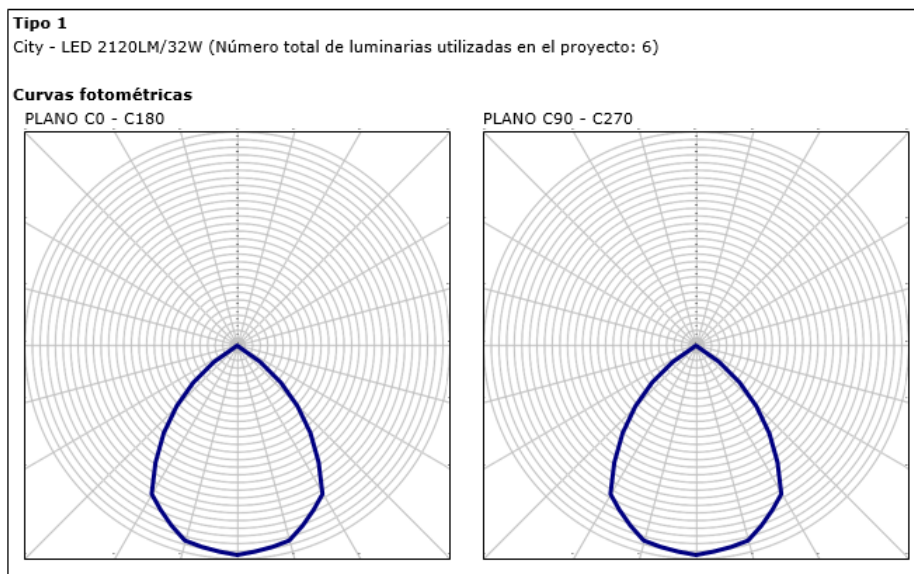 Tipo 1
City - LED 2120LM/32W (Número total de luminarias utilizadas en el proyecto: 6)
Curvas fotométricas
PLANO C0 - C180
PLANO C90 - C270